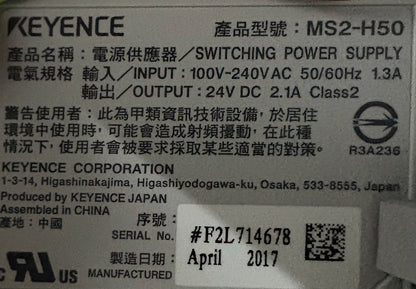 KEYENCE 產品型號：MS2-H50
產品名稱：電源供應器／SWITCHING POWER SUPPLY
電氣規格 輸入／INPUT : 100V-240V AC 50/60Hz 1.3A
輸出／OUTPUT : 24V DC 2.1A Class2
警告使用者：此為甲類資訊技術設備，於居住
環境中使用時，可能會造成射頻擾動，在此種
情況下，使用者會被要求採取某些適當的對策。
R3A236
KEYENCE CORPORATION
1-3-14, Higashinakajima, Higashiyodogawa-ku, Osaka, 533-8555, Japan
Produced by KEYENCE JAPAN
Assembled in CHINA
產地：中國
序號：
SERIAL No. #F2L714678
製造日期：
MANUFACTURED April 2017
c UR US